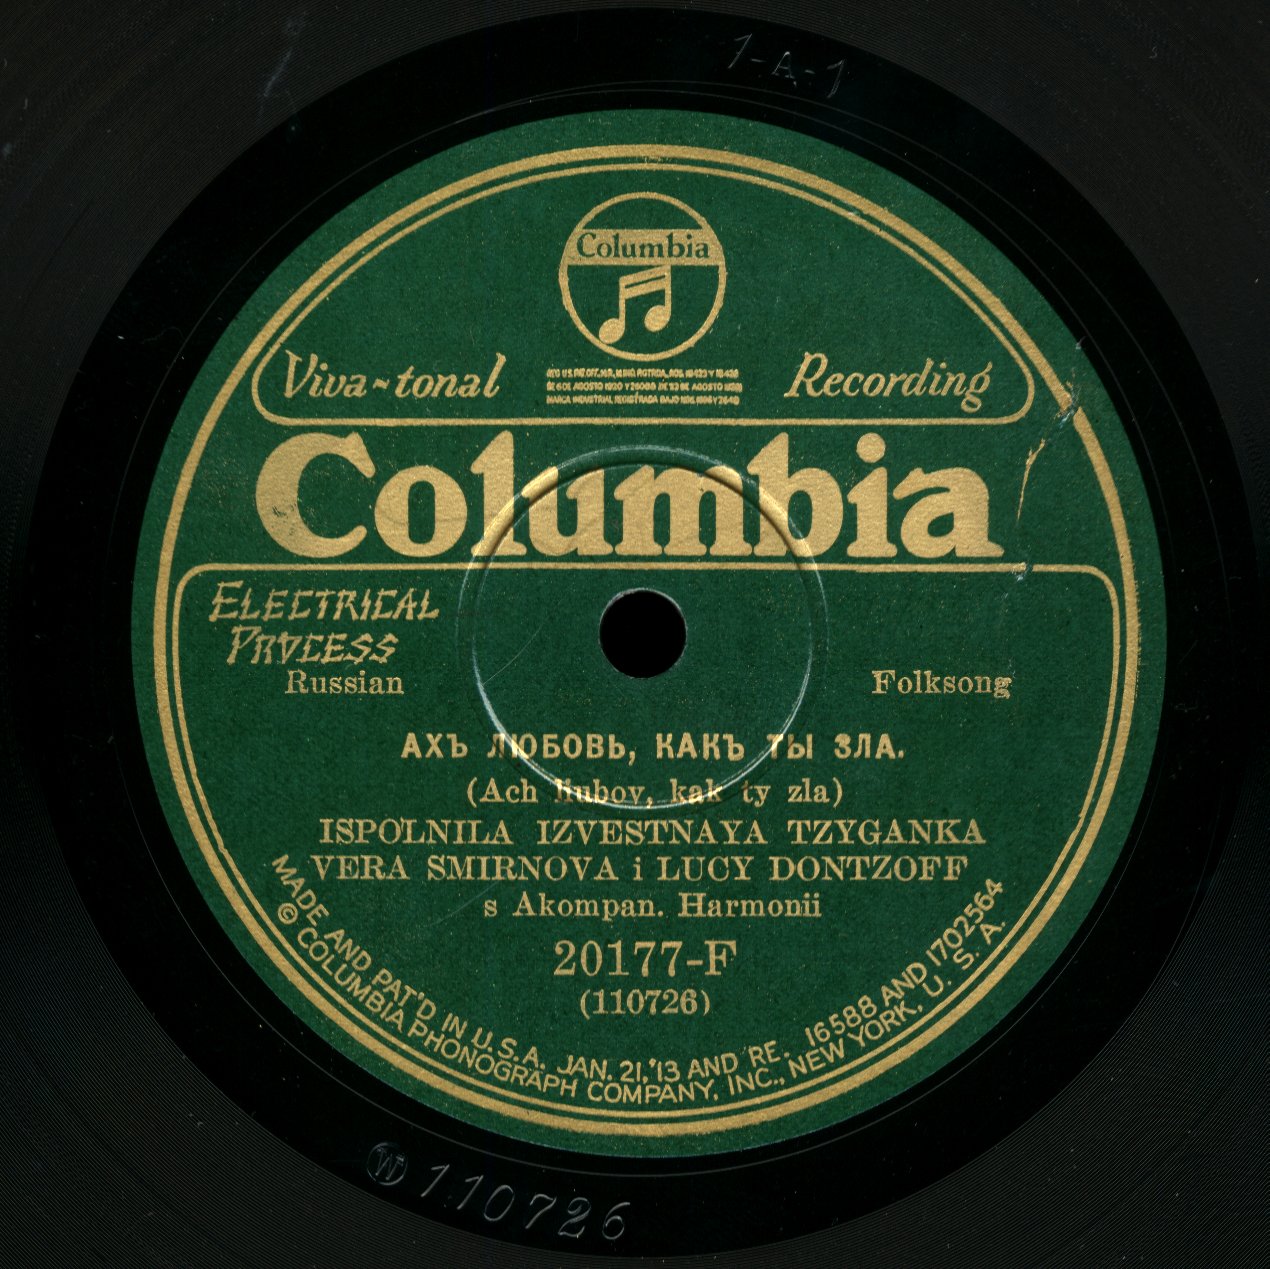 1-A-1
Columbia
Viva-tonal
Recording
Columbia
ELECTRICAL
PROCESS
Russian
Folksong
АХЪ ЛЮБОВЬ, КАКЪ ТЫ ЗЛА.
(Ach liubov, kak ty zla)
ISPOLNILA IZVESTNAYA TZYGANKA
VERA SMIRNOVA i LUCY DONTZOFF
s Akompan. Harmonii
20177-F
(110726)
MADE AND PAT'D IN U.S.A. JAN. 21, '13 AND RE. 16588 AND 1702564
© COLUMBIA PHONOGRAPH COMPANY, INC., NEW YORK, U. S. A.
W 110726